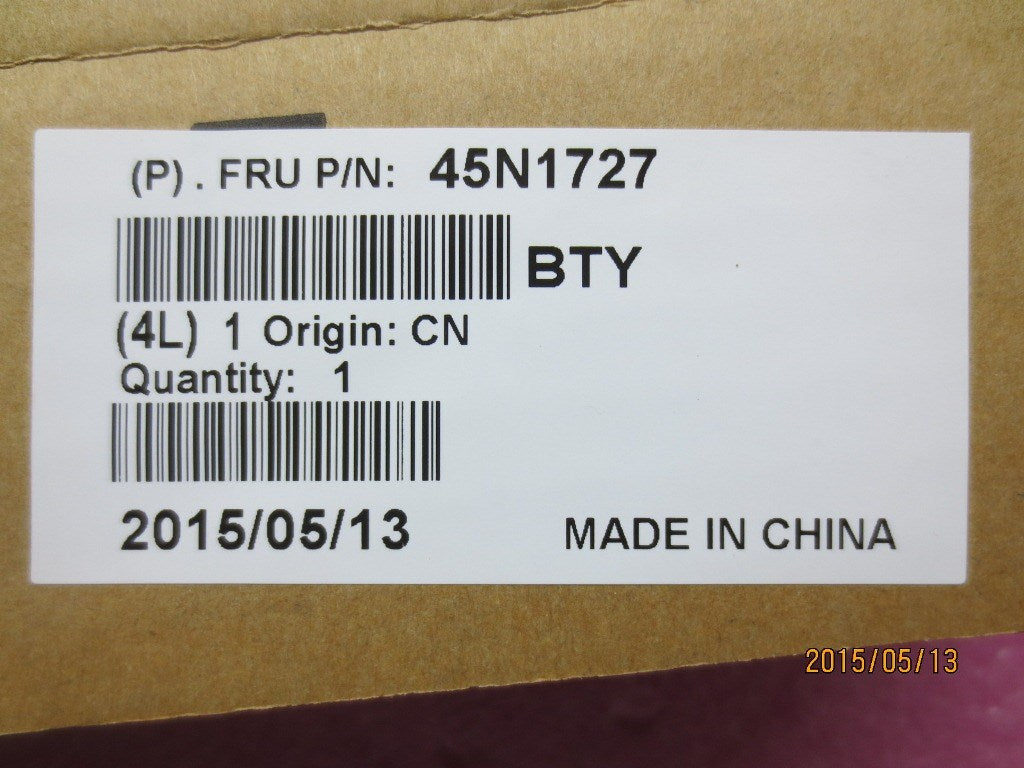 (P) . FRU P/N: 45N1727
BTY
(4L) 1 Origin: CN
Quantity: 1
2015/05/13
MADE IN CHINA
2015/05/13